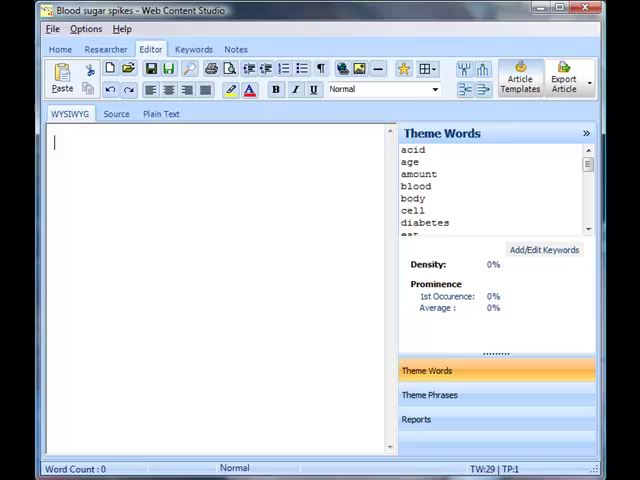 Blood sugar spikes - Web Content Studio
File Options Help
Home Researcher Editor Keywords Notes
Paste
B I U Normal Article Templates Export Article
WYSIWYG Source Plain Text
Theme Words »
acid
age
amount
blood
body
cell
diabetes
eat
Add/Edit Keywords
Density: 0%
Prominence
1st Occurence: 0%
Average : 0%
Theme Words
Theme Phrases
Reports
Word Count : 0 Normal TW:29 | TP:1